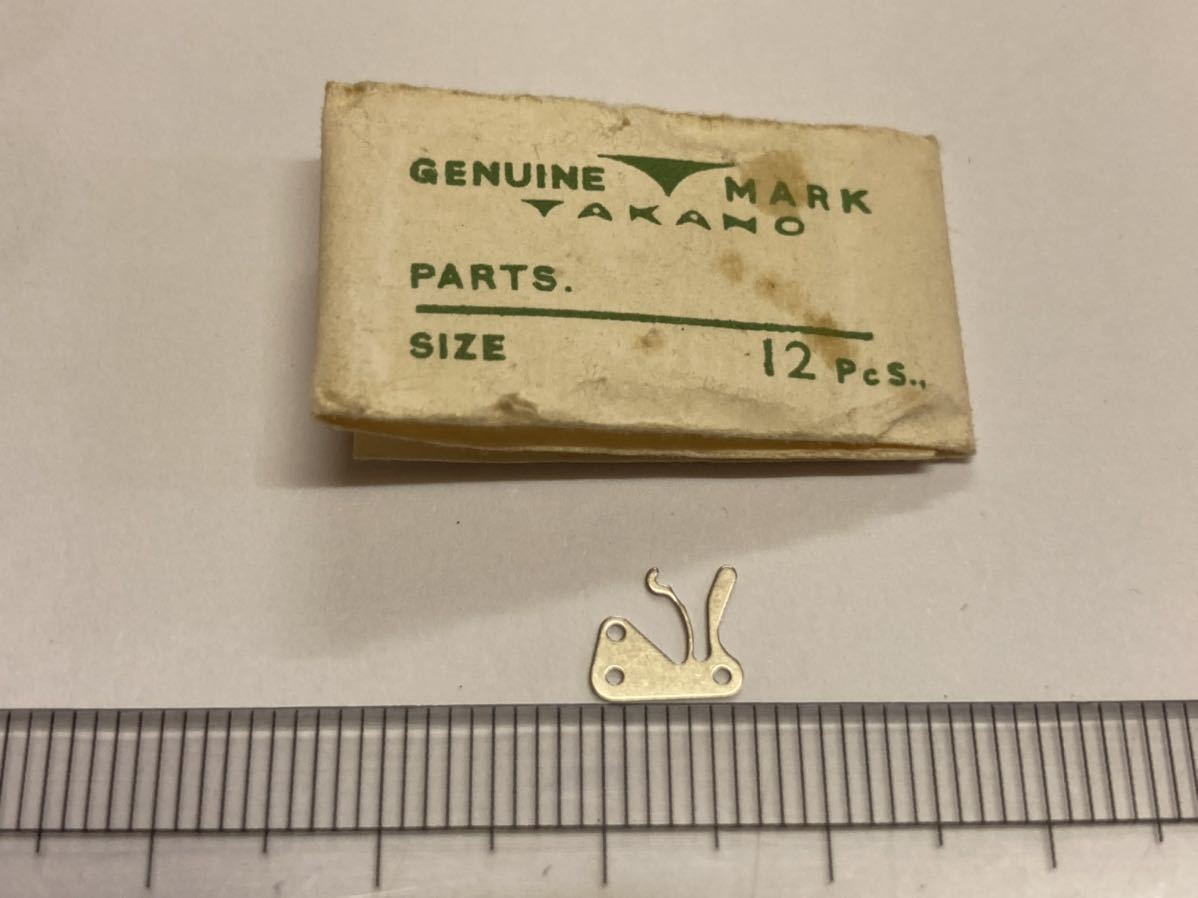 GENUINE MARK
TAKANO
PARTS.
SIZE 12 PcS.,